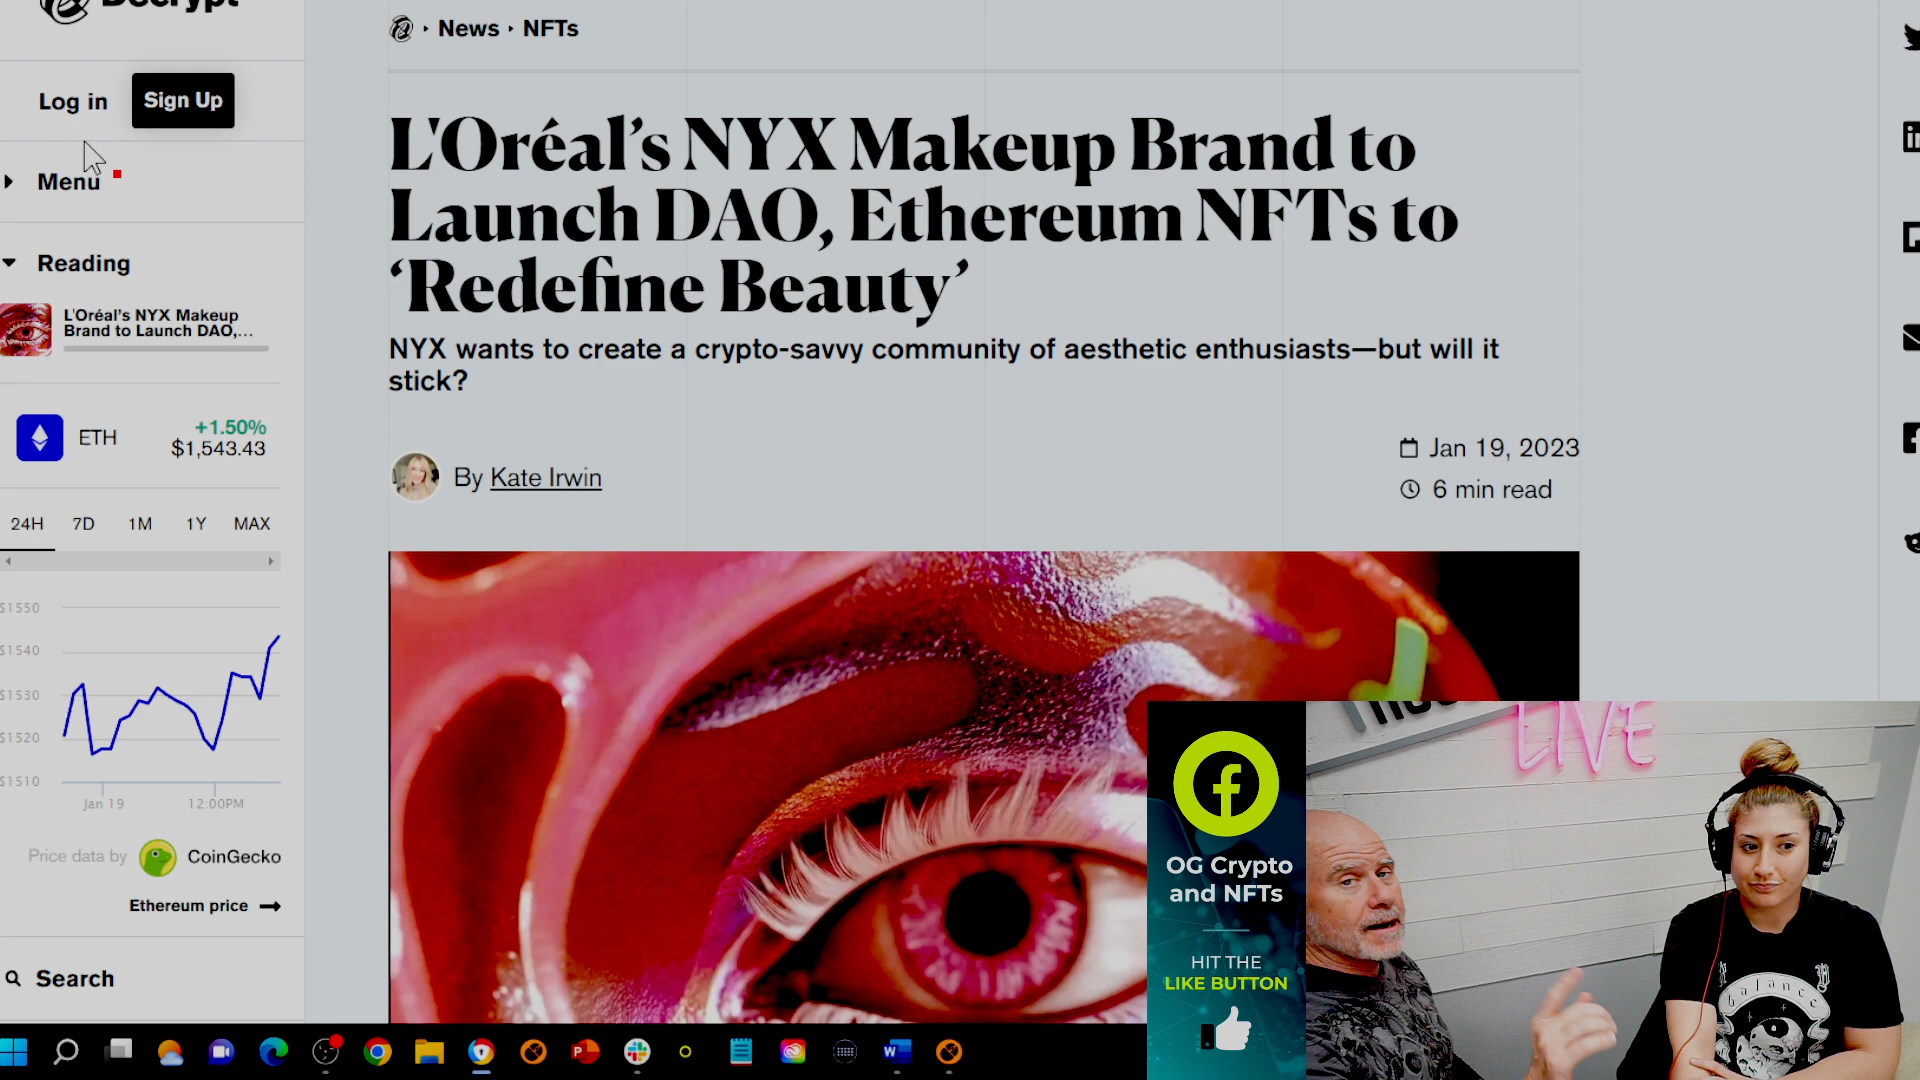 Decrypt
News
NFTs
Log in
Sign Up
Menu
Reading
L'Oréal's NYX Makeup
Brand to Launch DAO,...
L'Oréal’s NYX Makeup Brand to
Launch DAO, Ethereum NFTs to
‘Redefine Beauty’
NYX wants to create a crypto-savvy community of aesthetic enthusiasts—but will it
stick?
By Kate Irwin
Jan 19, 2023
6 min read
ETH
+1.50%
$1,543.43
24H 7D 1M 1Y MAX
$1550
$1540
$1530
$1520
$1510
Jan 19 12:00PM
Price data by CoinGecko
Ethereum price
Search
OG Crypto
and NFTs
HIT THE
LIKE BUTTON
LIVE
balance